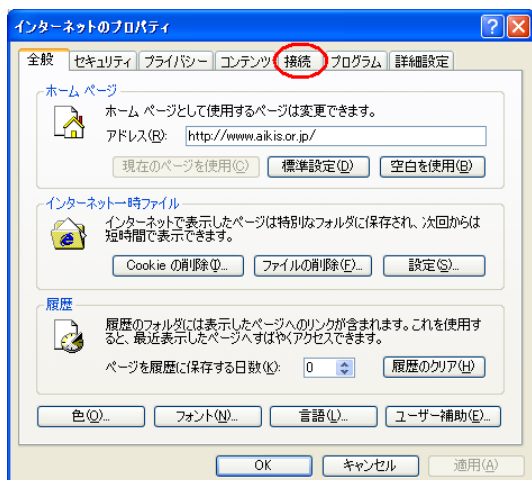 インターネットのプロパティ
全般 セキュリティ プライバシー コンテンツ 接続 プログラム 詳細設定
ホーム ページ
ホーム ページとして使用するページは変更できます。
アドレス(R): http://www.aikis.or.jp/
現在のページを使用(C) 標準設定(D) 空白を使用(B)
インターネット一時ファイル
インターネットで表示したページは特別なフォルダに保存され、次回からは
短時間で表示できます。
Cookie の削除(I)... ファイルの削除(F)... 設定(S)...
履歴
履歴のフォルダには表示したページへのリンクが含まれます。これを使用す
ると、最近表示したページへすばやくアクセスできます。
ページを履歴に保存する日数(K): 0 履歴のクリア(H)
色(O)... フォント(N)... 言語(L)... ユーザー補助(E)...
OK キャンセル 適用(A)